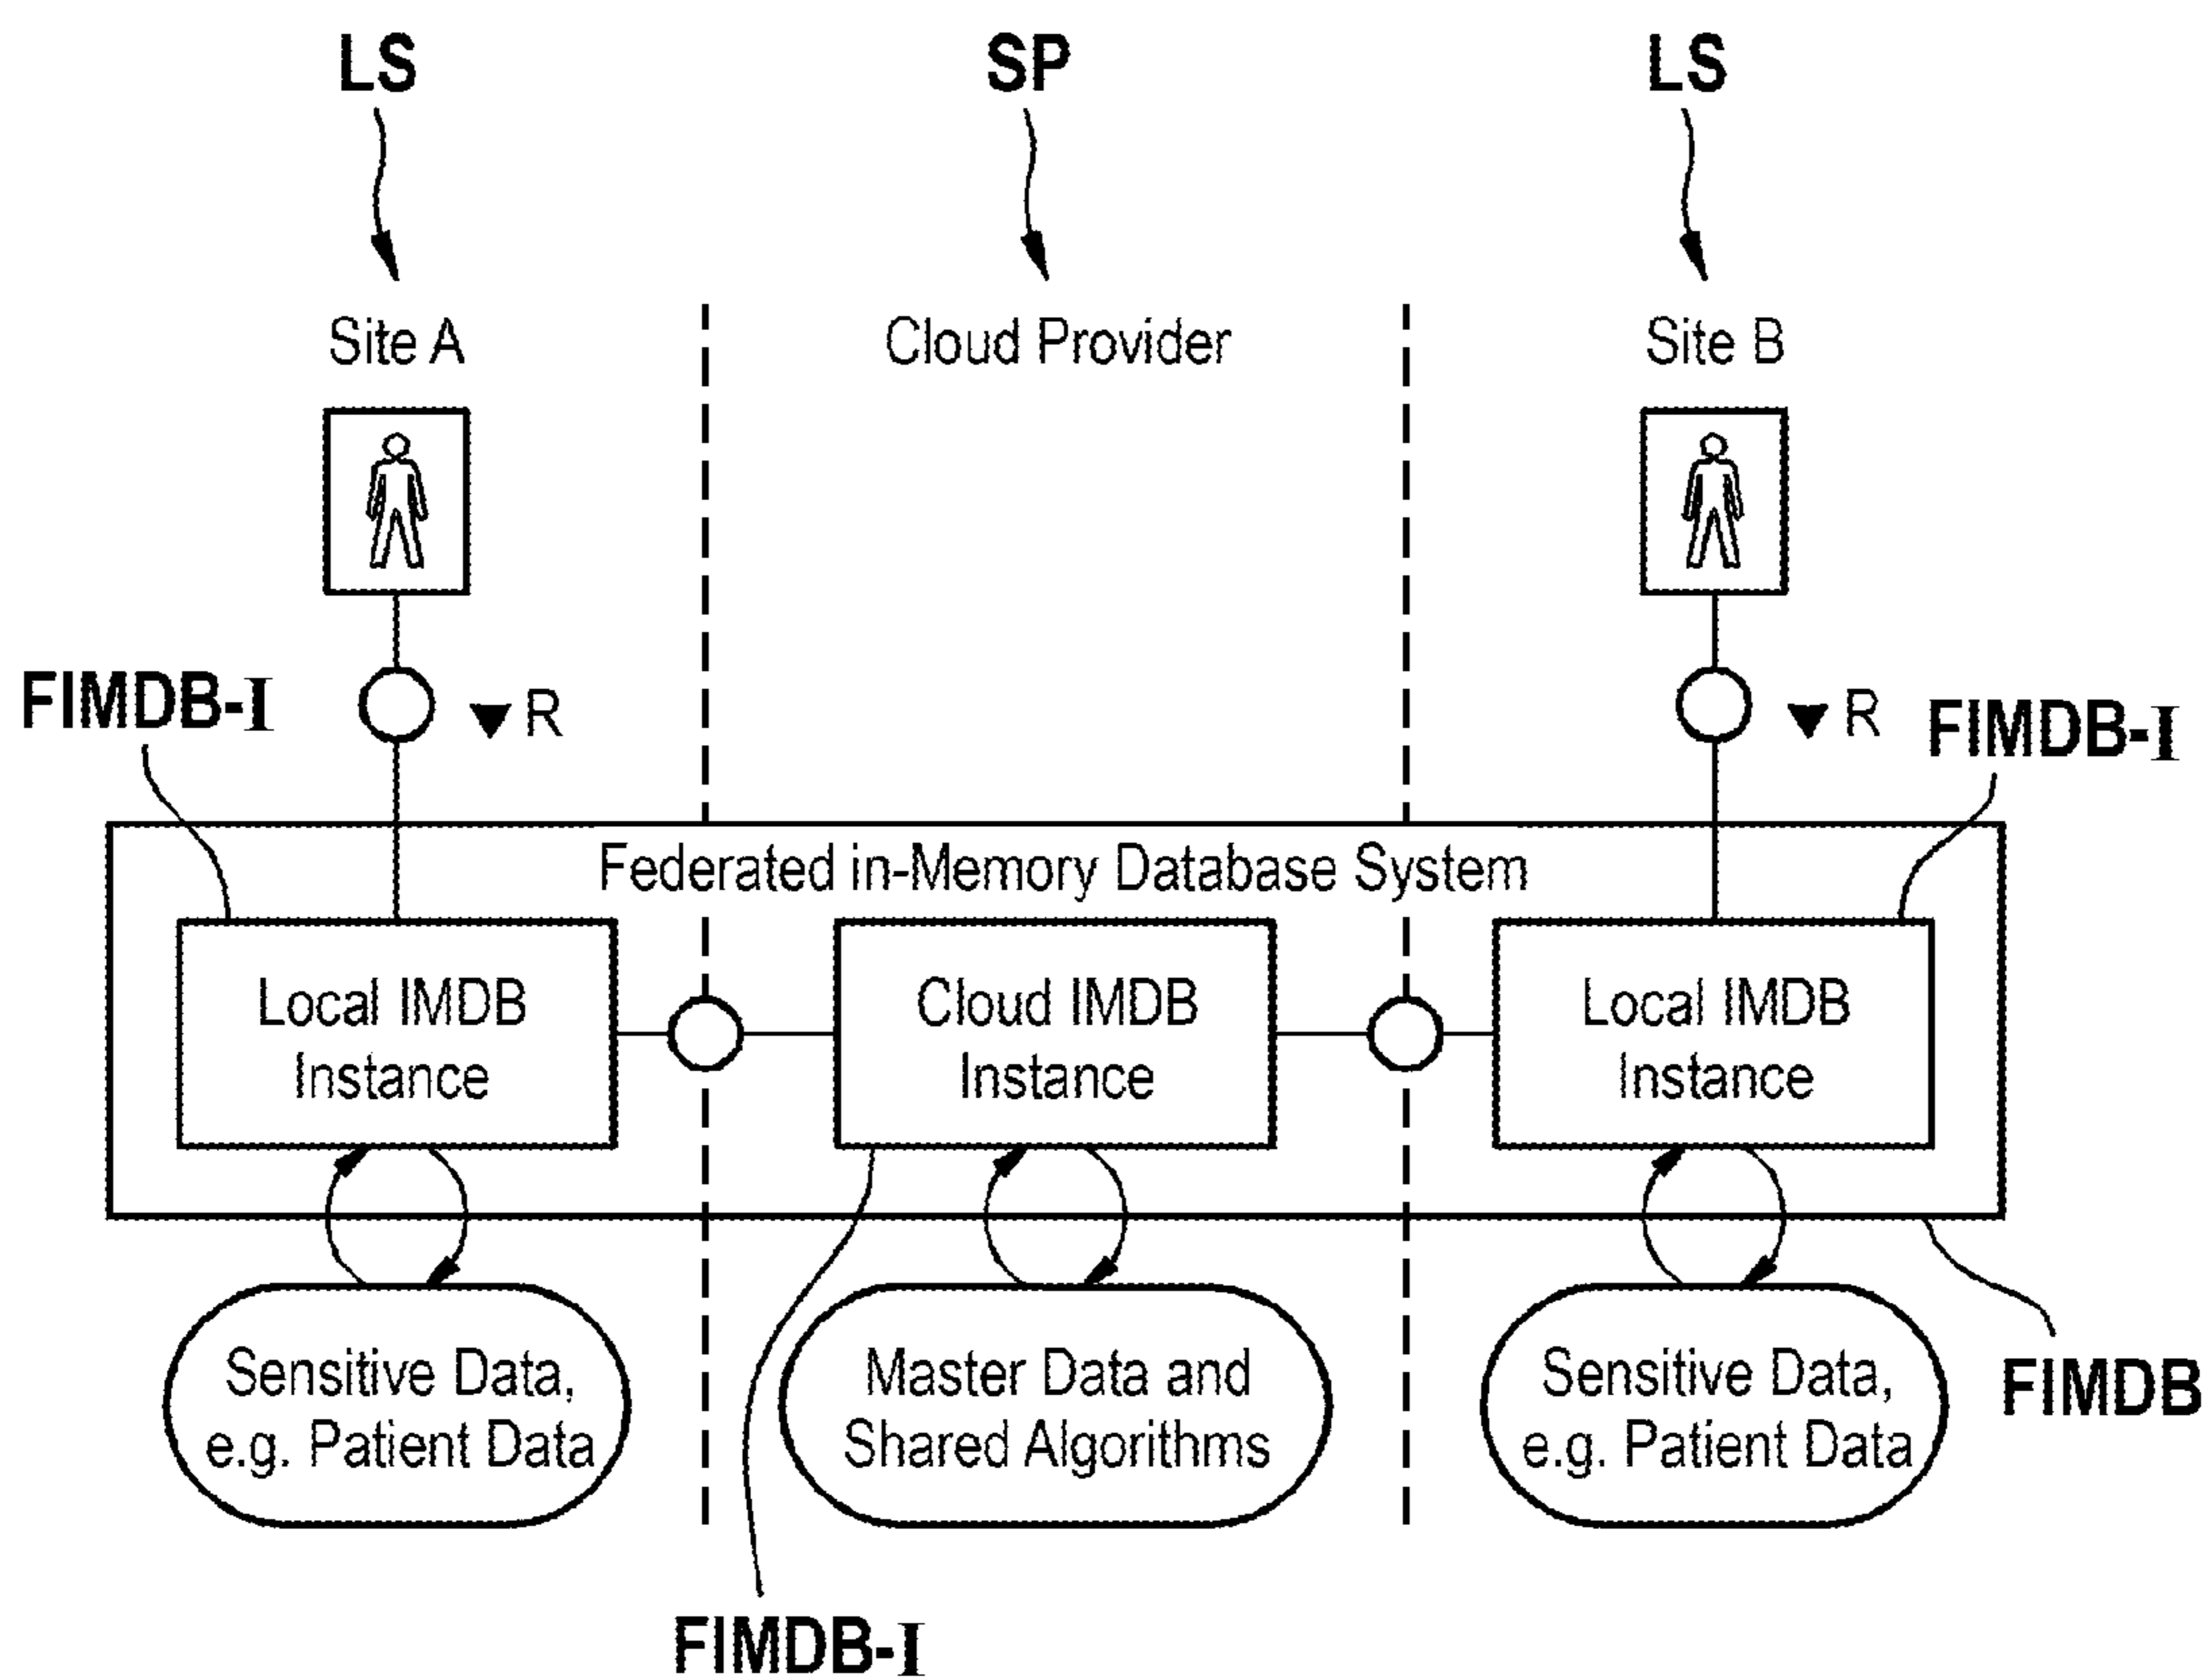 LS
SP
LS
Site A
Cloud Provider
Site B
FIMDB-I
R
R
FIMDB-I
Federated in-Memory Database System
Local IMDB
Instance
Cloud IMDB
Instance
Local IMDB
Instance
Sensitive Data,
e.g. Patient Data
Master Data and
Shared Algorithms
Sensitive Data,
e.g. Patient Data
FIMDB
FIMDB-I